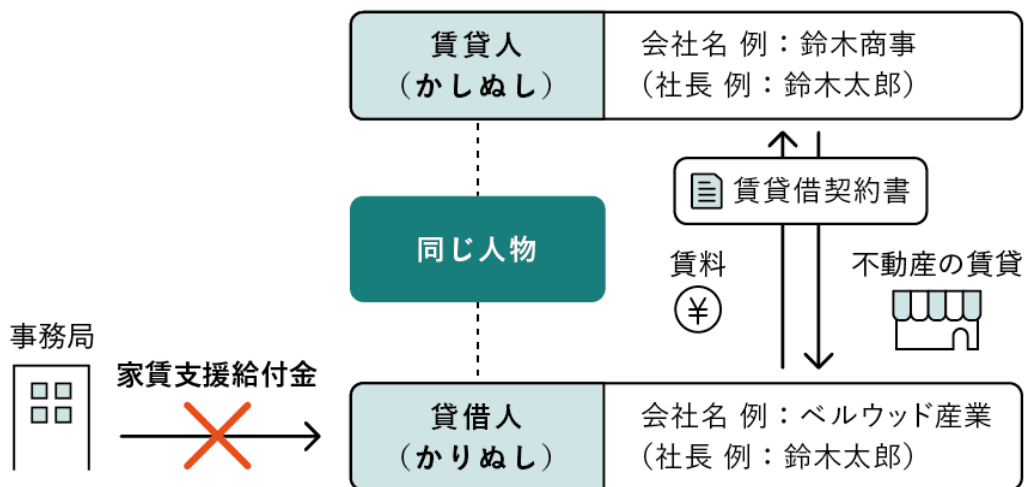 賃貸人
（かしぬし）
会社名 例：鈴木商事
（社長 例：鈴木太郎）
賃貸借契約書
同じ人物
賃料
¥
不動産の賃貸
事務局
家賃支援給付金
貸借人
（かりぬし）
会社名 例：ベルウッド産業
（社長 例：鈴木太郎）